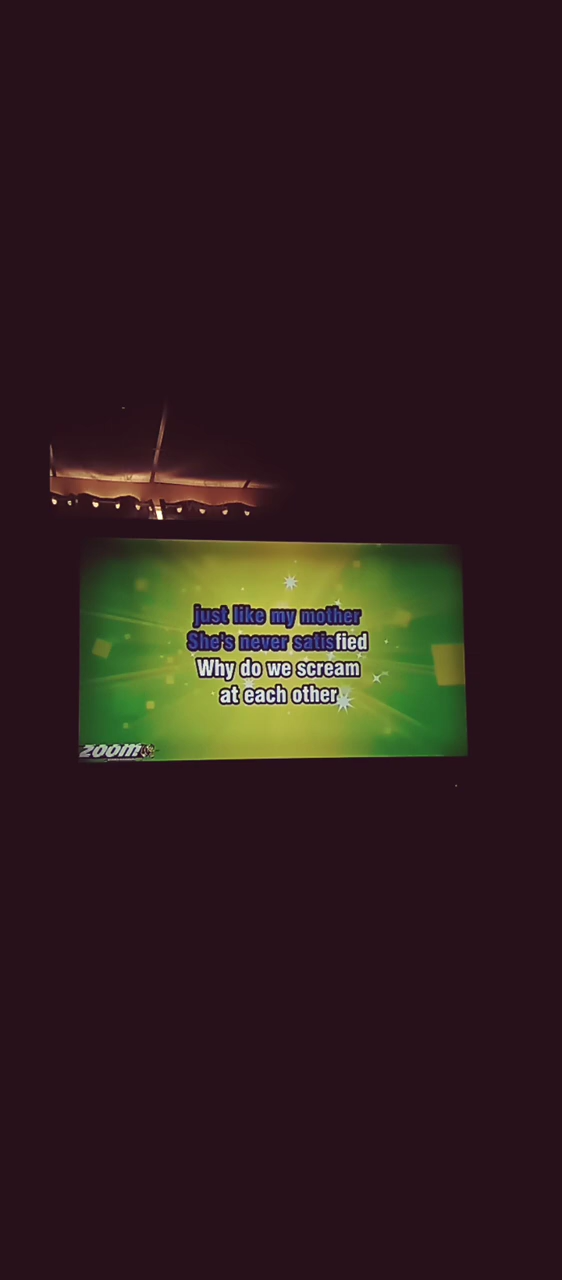 just like my mother
She's never satisfied
Why do we scream
at each other
ZOOM